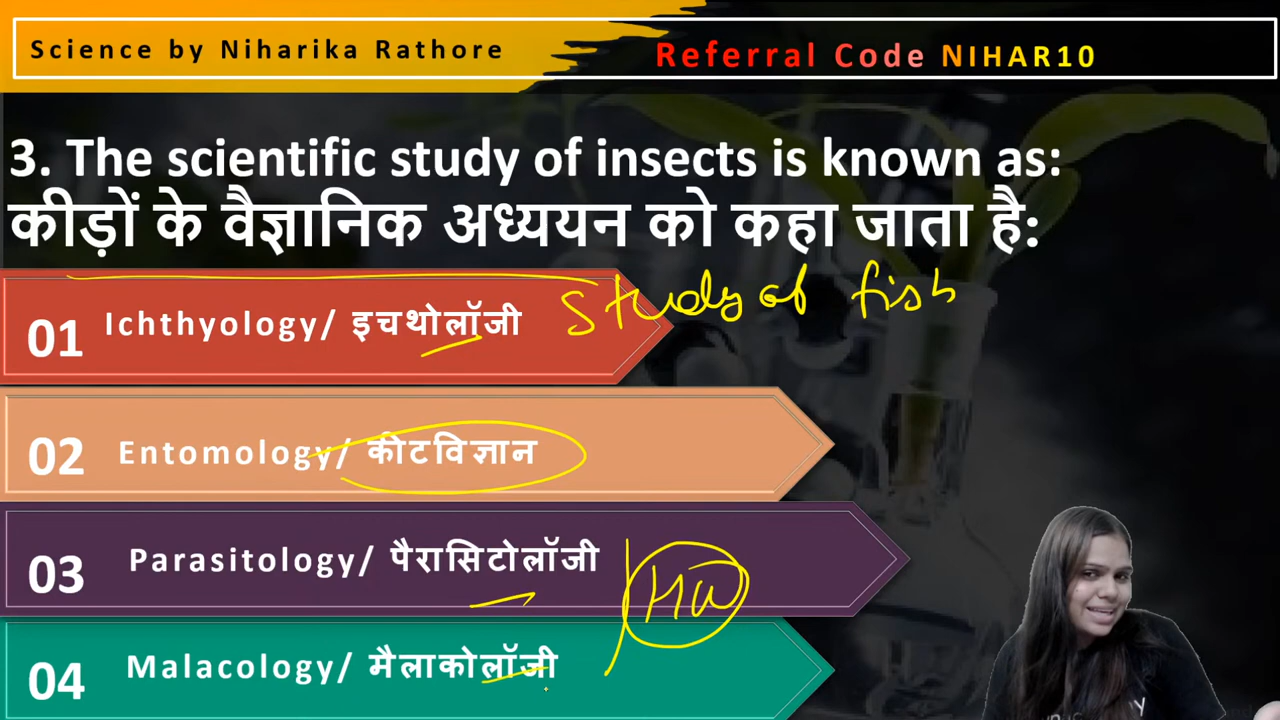 Science by Niharika Rathore
Referral Code NIHAR10
3. The scientific study of insects is known as:
कीड़ों के वैज्ञानिक अध्ययन को कहा जाता है:
01 Ichthyology/ इचथोलॉजी
Study of fish
02 Entomology/ कीटविज्ञान
03 Parasitology/ पैरासिटोलॉजी
HW
04 Malacology/ मैलाकोलॉजी